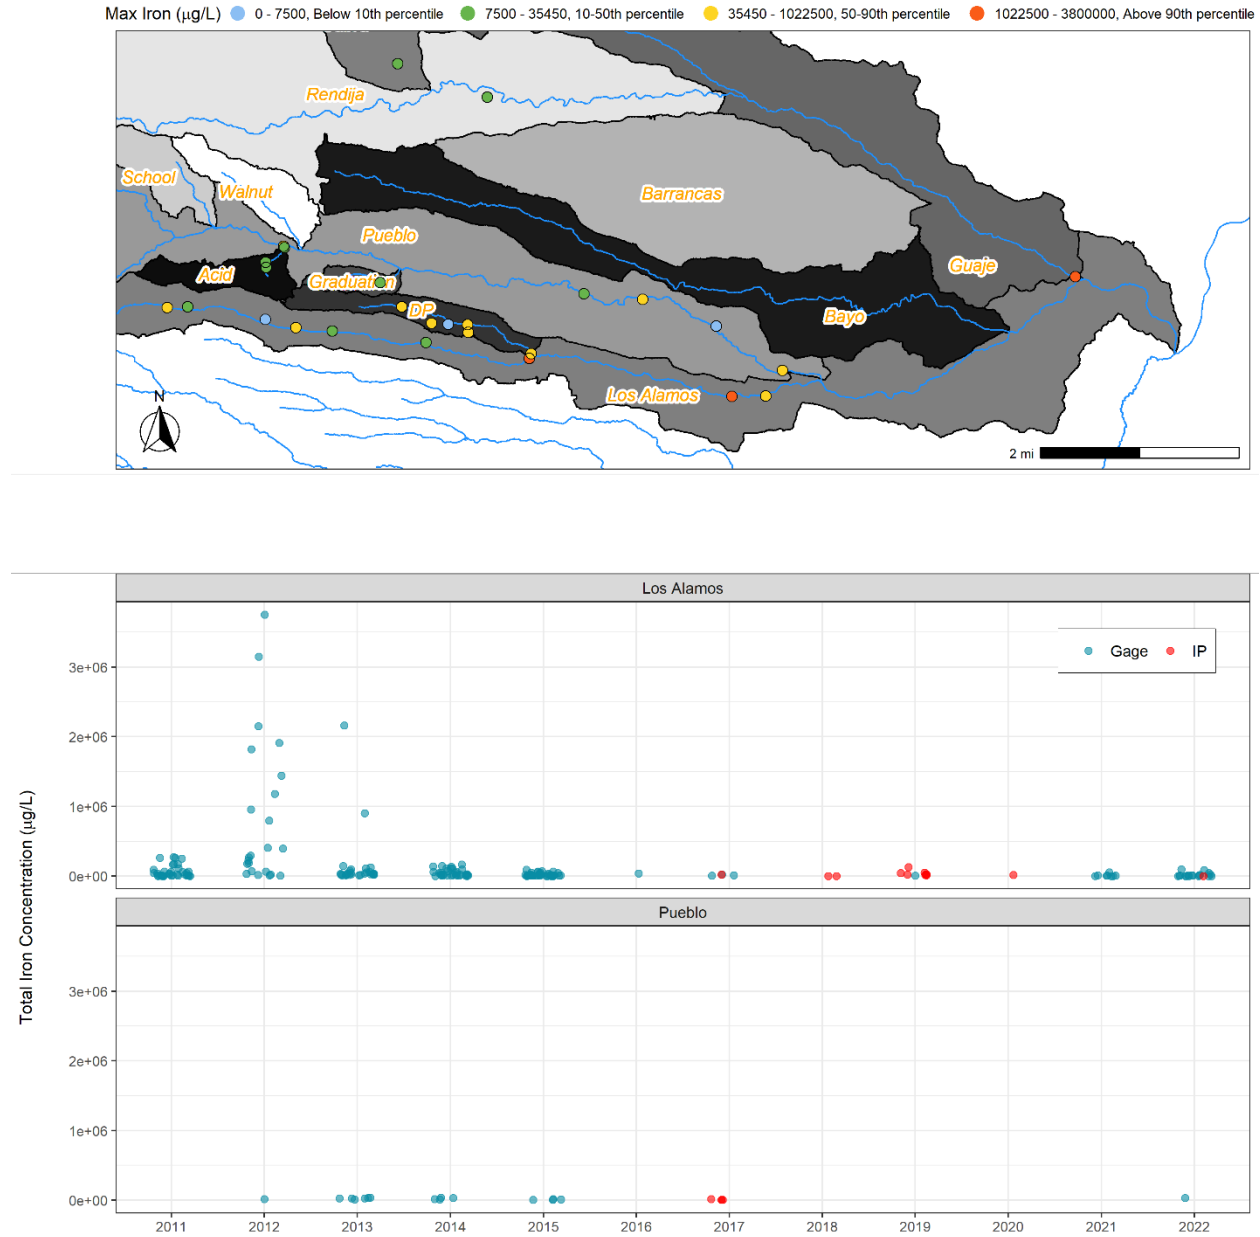 Max Iron (µg/L) 0 - 7500, Below 10th percentile 7500 - 35450, 10-50th percentile 35450 - 1022500, 50-90th percentile 1022500 - 3800000, Above 90th percentile
Rendija
School
Walnut
Barrancas
Pueblo
Guaje
Acid
Graduation
DP
Bayo
Los Alamos
N
2 mi
Los Alamos
Gage IP
3e+06
2e+06
1e+06
0e+00
Total Iron Concentration (µg/L)
Pueblo
3e+06
2e+06
1e+06
0e+00
2011 2012 2013 2014 2015 2016 2017 2018 2019 2020 2021 2022